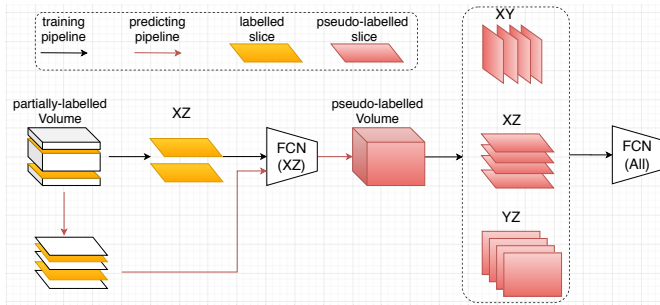 training
pipeline
predicting
pipeline
labelled
slice
pseudo-labelled
slice
XY
partially-labelled
Volume
XZ
FCN
(XZ)
pseudo-labelled
Volume
XZ
FCN
(All)
YZ